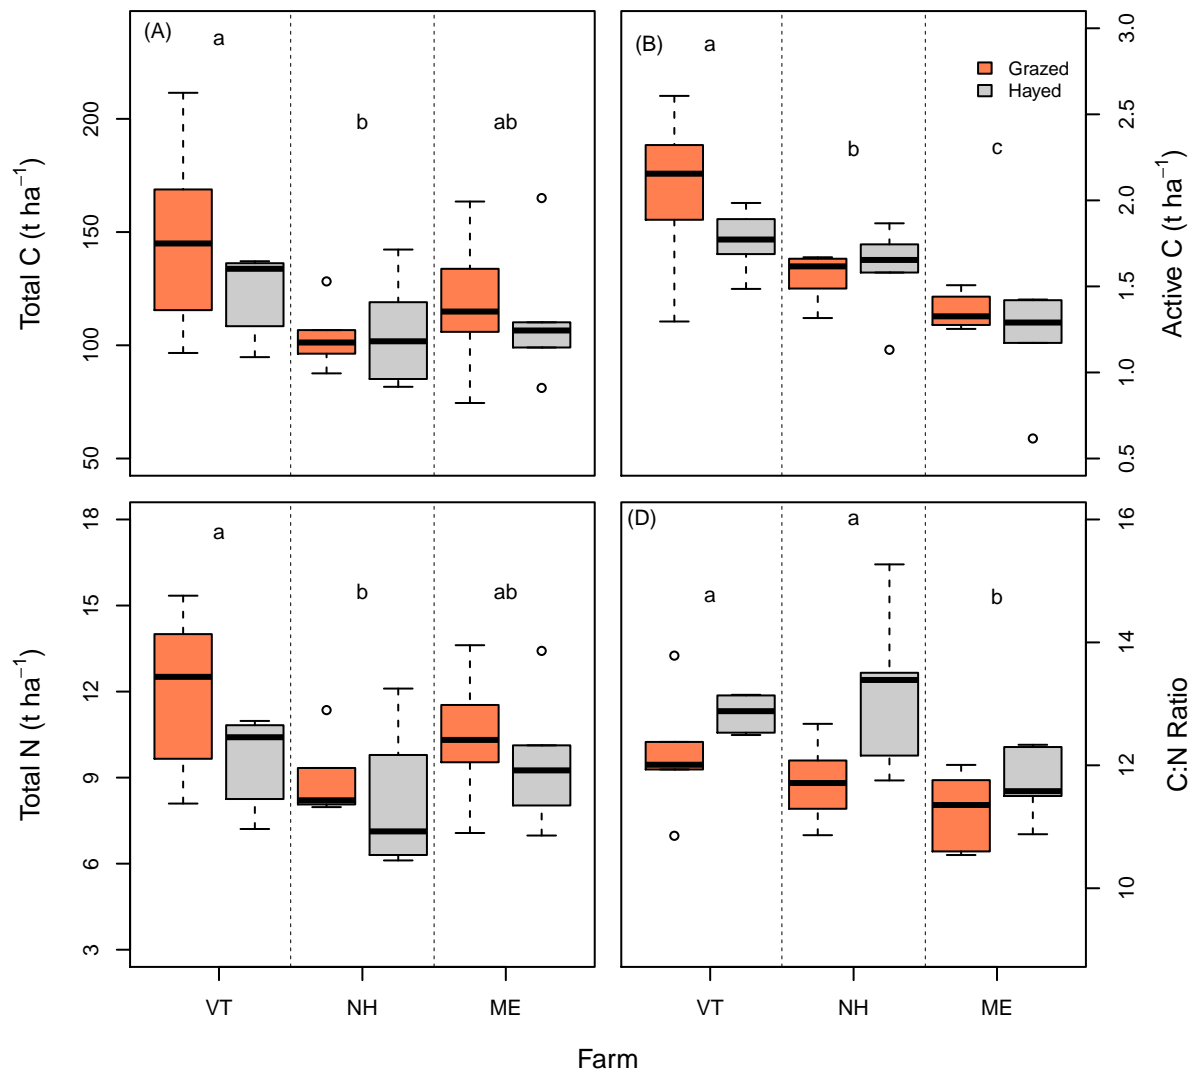 (A)
a
b
ab
Total C (t ha⁻¹)
200
150
100
50
(B)
a
b
c
Grazed
Hayed
3.0
2.5
2.0
1.5
1.0
0.5
Active C (t ha⁻¹)
a
b
ab
Total N (t ha⁻¹)
18
15
12
9
6
3
VT
NH
ME
(D)
a
a
b
16
14
12
10
C:N Ratio
VT
NH
ME
Farm